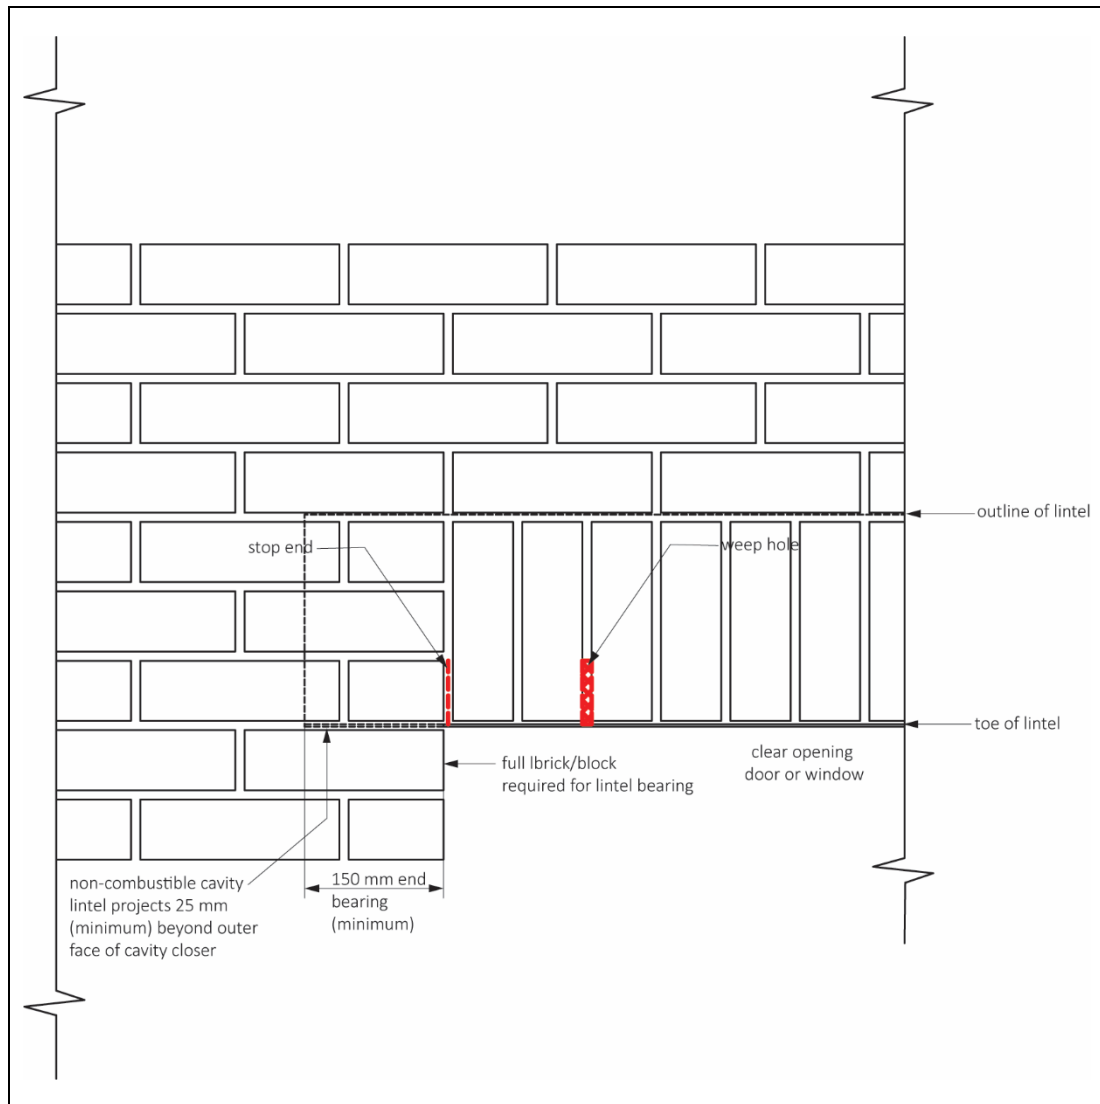 outline of lintel
stop end
weep hole
toe of lintel
clear opening
door or window
full lbrick/block
required for lintel bearing
non-combustible cavity
lintel projects 25 mm
(minimum) beyond outer
face of cavity closer
150 mm end
bearing
(minimum)